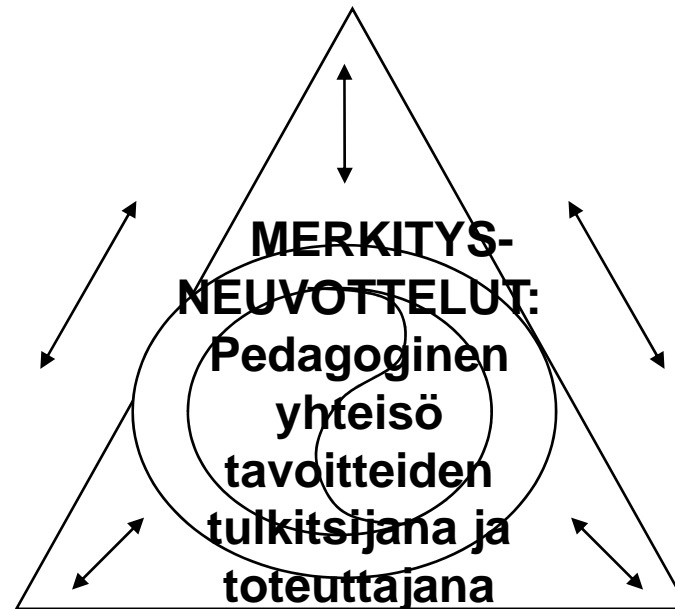 MERKITYS-
NEUVOTTELUT:
Pedagoginen
yhteisö
tavoitteiden
tulkitsijana ja
toteuttajana